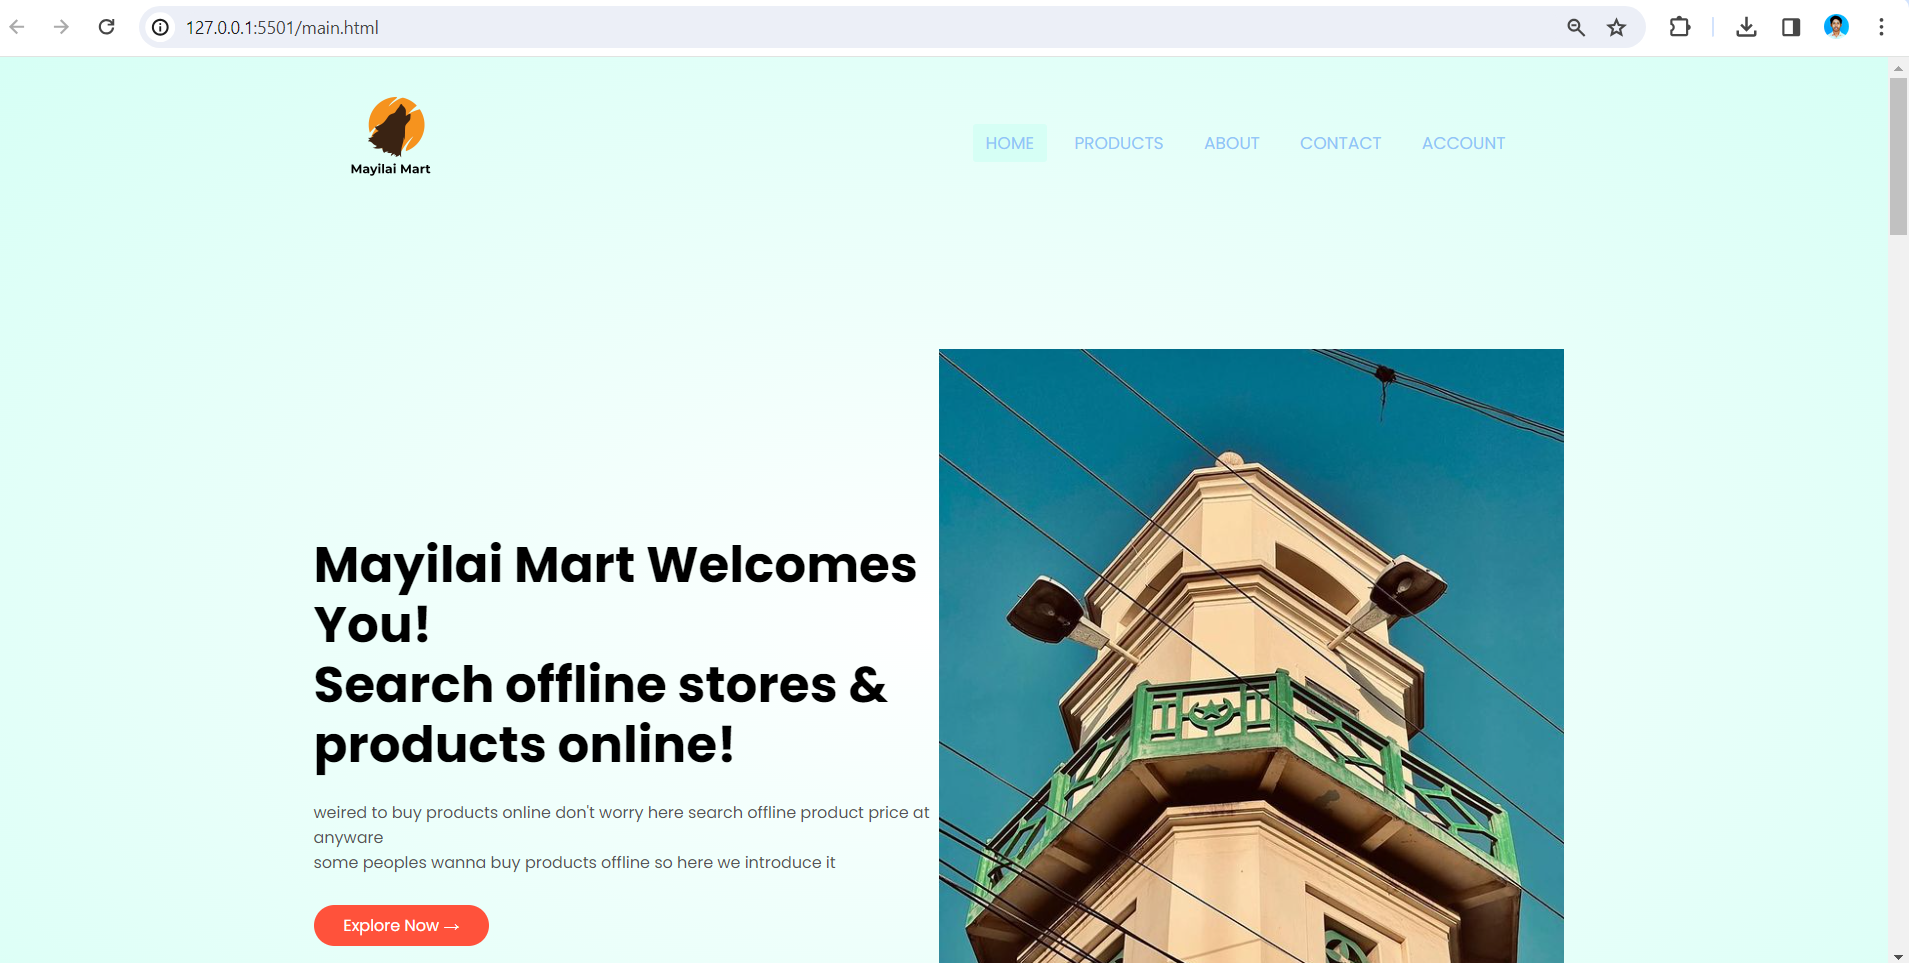 127.0.0.1:5501/main.html
Mayilai Mart
HOME PRODUCTS ABOUT CONTACT ACCOUNT
Mayilai Mart Welcomes
You!
Search offline stores &
products online!
weired to buy products online don't worry here search offline product price at
anyware
some peoples wanna buy products offline so here we introduce it
Explore Now →